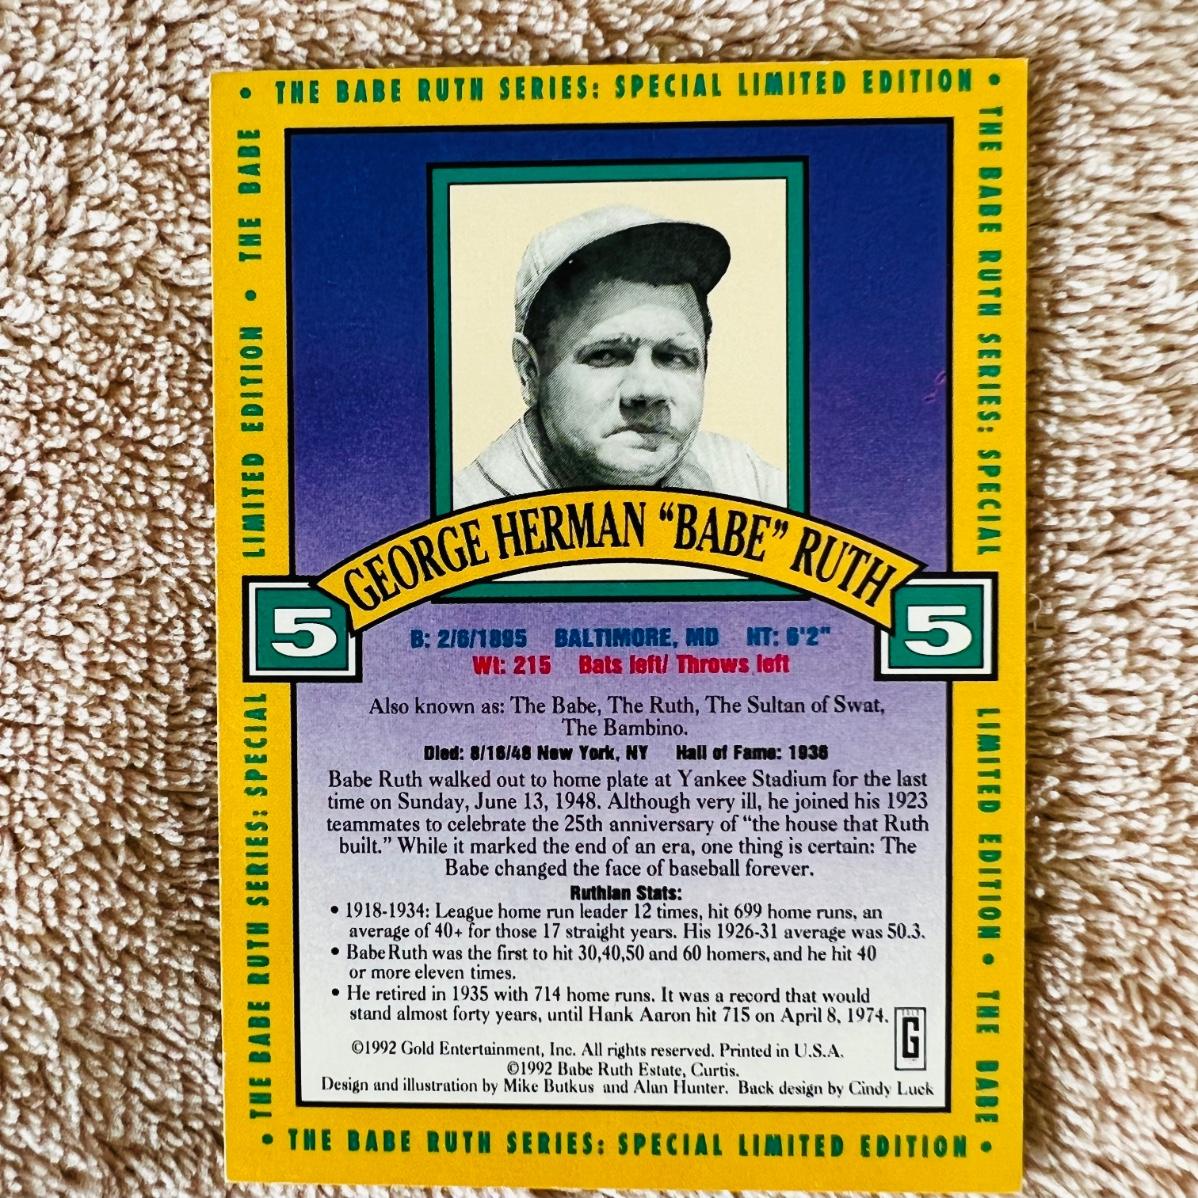 • THE BABE RUTH SERIES: SPECIAL LIMITED EDITION •
THE BABE RUTH SERIES: SPECIAL LIMITED EDITION • THE BABE
THE BABE RUTH SERIES: SPECIAL LIMITED EDITION • THE BABE
GEORGE HERMAN "BABE" RUTH
5
5
B: 2/6/1895 BALTIMORE, MD HT: 6'2"
Wt: 215 Bats left/ Throws left
Also known as: The Babe, The Ruth, The Sultan of Swat,
The Bambino.
Died: 8/16/48 New York, NY Hall of Fame: 1936
Babe Ruth walked out to home plate at Yankee Stadium for the last
time on Sunday, June 13, 1948. Although very ill, he joined his 1923
teammates to celebrate the 25th anniversary of "the house that Ruth
built." While it marked the end of an era, one thing is certain: The
Babe changed the face of baseball forever.
Ruthian Stats:
• 1918-1934: League home run leader 12 times, hit 699 home runs, an
average of 40+ for those 17 straight years. His 1926-31 average was 50.3.
• Babe Ruth was the first to hit 30,40,50 and 60 homers, and he hit 40
or more eleven times.
• He retired in 1935 with 714 home runs. It was a record that would
stand almost forty years, until Hank Aaron hit 715 on April 8, 1974.
G
©1992 Gold Entertainment, Inc. All rights reserved. Printed in U.S.A.
©1992 Babe Ruth Estate, Curtis.
Design and illustration by Mike Butkus and Alan Hunter. Back design by Cindy Luck
• THE BABE RUTH SERIES: SPECIAL LIMITED EDITION •